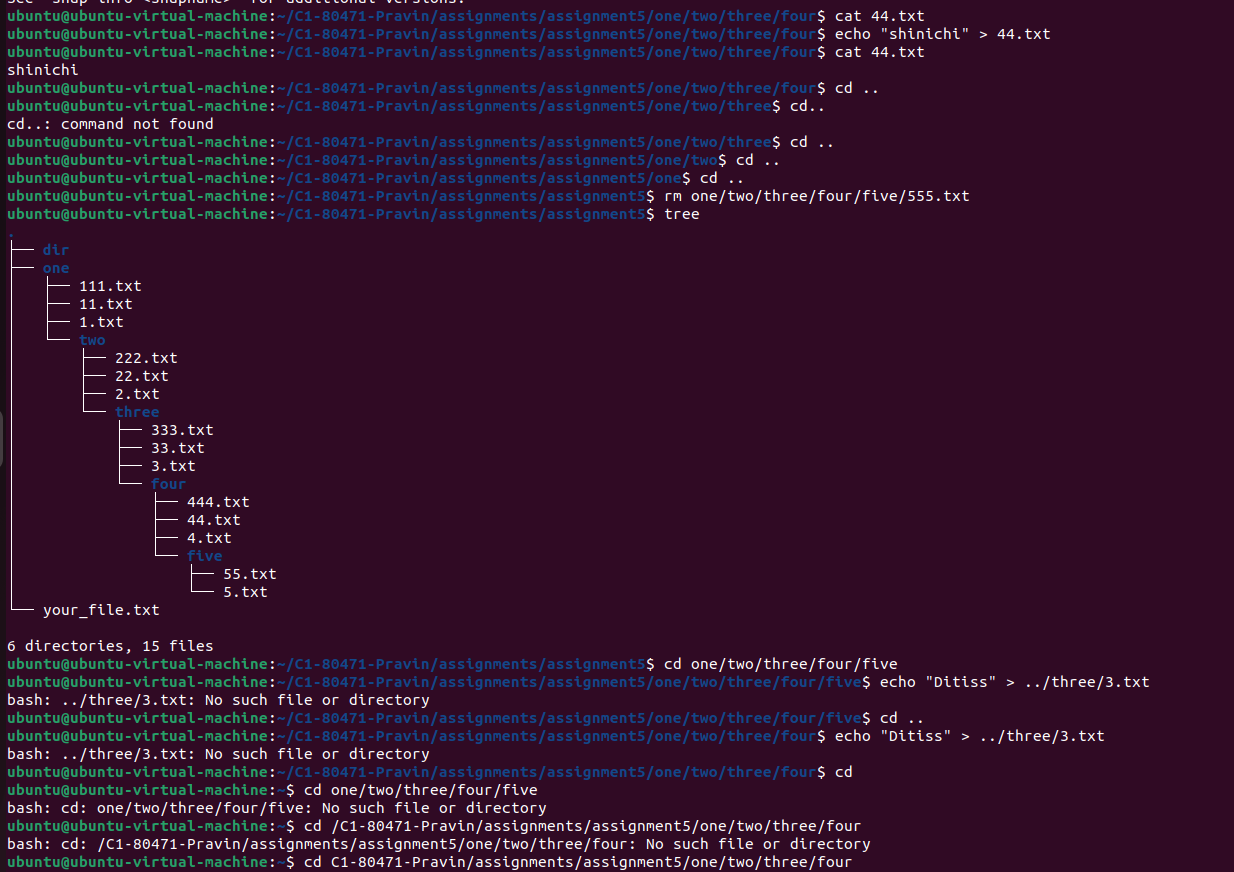 see "snap info <snapname>" for additional versions.
ubuntu@ubuntu-virtual-machine:~/C1-80471-Pravin/assignments/assignment5/one/two/three/four$ cat 44.txt
ubuntu@ubuntu-virtual-machine:~/C1-80471-Pravin/assignments/assignment5/one/two/three/four$ echo "shinichi" > 44.txt
ubuntu@ubuntu-virtual-machine:~/C1-80471-Pravin/assignments/assignment5/one/two/three/four$ cat 44.txt
shinichi
ubuntu@ubuntu-virtual-machine:~/C1-80471-Pravin/assignments/assignment5/one/two/three/four$ cd ..
ubuntu@ubuntu-virtual-machine:~/C1-80471-Pravin/assignments/assignment5/one/two/three$ cd..
cd..: command not found
ubuntu@ubuntu-virtual-machine:~/C1-80471-Pravin/assignments/assignment5/one/two/three$ cd ..
ubuntu@ubuntu-virtual-machine:~/C1-80471-Pravin/assignments/assignment5/one/two$ cd ..
ubuntu@ubuntu-virtual-machine:~/C1-80471-Pravin/assignments/assignment5/one$ cd ..
ubuntu@ubuntu-virtual-machine:~/C1-80471-Pravin/assignments/assignment5$ rm one/two/three/four/five/555.txt
ubuntu@ubuntu-virtual-machine:~/C1-80471-Pravin/assignments/assignment5$ tree
.
├── dir
├── one
│   ├── 111.txt
│   ├── 11.txt
│   ├── 1.txt
│   └── two
│       ├── 222.txt
│       ├── 22.txt
│       ├── 2.txt
│       └── three
│           ├── 333.txt
│           ├── 33.txt
│           ├── 3.txt
│           └── four
│               ├── 444.txt
│               ├── 44.txt
│               ├── 4.txt
│               └── five
│                   ├── 55.txt
│                   └── 5.txt
└── your_file.txt
6 directories, 15 files
ubuntu@ubuntu-virtual-machine:~/C1-80471-Pravin/assignments/assignment5$ cd one/two/three/four/five
ubuntu@ubuntu-virtual-machine:~/C1-80471-Pravin/assignments/assignment5/one/two/three/four/five$ echo "Ditiss" > ../three/3.txt
bash: ../three/3.txt: No such file or directory
ubuntu@ubuntu-virtual-machine:~/C1-80471-Pravin/assignments/assignment5/one/two/three/four/five$ cd ..
ubuntu@ubuntu-virtual-machine:~/C1-80471-Pravin/assignments/assignment5/one/two/three/four$ echo "Ditiss" > ../three/3.txt
bash: ../three/3.txt: No such file or directory
ubuntu@ubuntu-virtual-machine:~/C1-80471-Pravin/assignments/assignment5/one/two/three/four$ cd
ubuntu@ubuntu-virtual-machine:~$ cd one/two/three/four/five
bash: cd: one/two/three/four/five: No such file or directory
ubuntu@ubuntu-virtual-machine:~$ cd /C1-80471-Pravin/assignments/assignment5/one/two/three/four
bash: cd: /C1-80471-Pravin/assignments/assignment5/one/two/three/four: No such file or directory
ubuntu@ubuntu-virtual-machine:~$ cd C1-80471-Pravin/assignments/assignment5/one/two/three/four